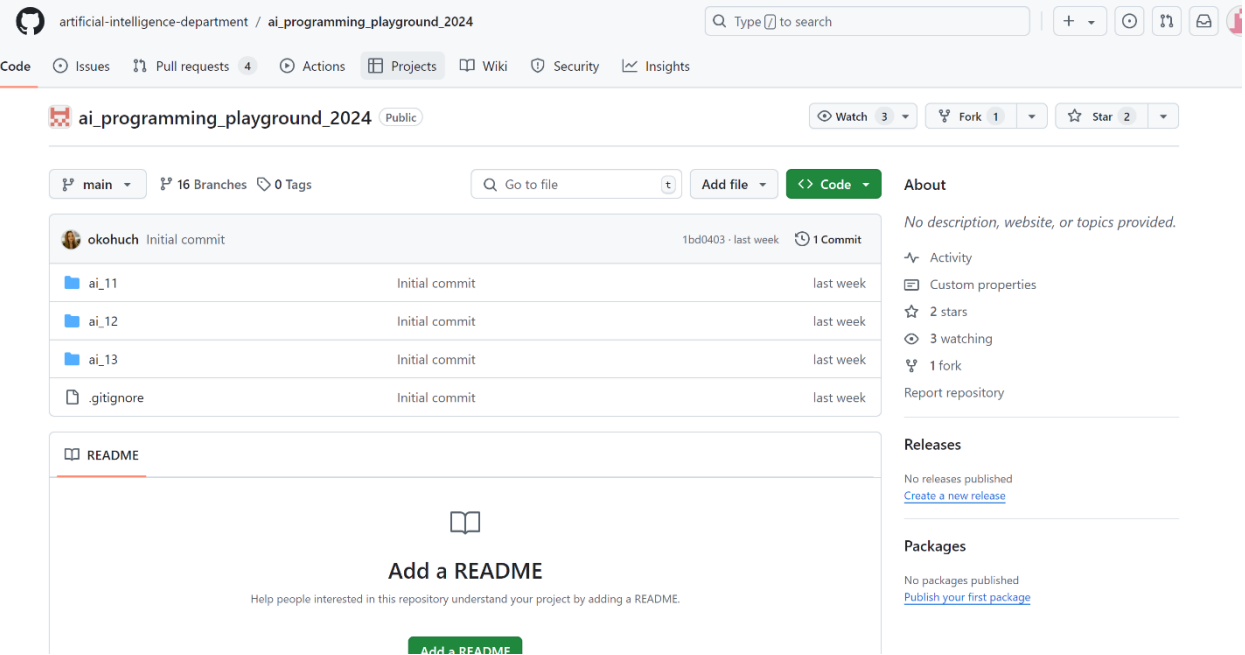 artificial-intelligence-department / ai_programming_playground_2024
Type / to search
Code Issues Pull requests 4 Actions Projects Wiki Security Insights
ai_programming_playground_2024 Public
Watch 3 Fork 1 Star 2
main 16 Branches 0 Tags Go to file t Add file Code
okohuch Initial commit 1bd0403 · last week 1 Commit
ai_11 Initial commit last week
ai_12 Initial commit last week
ai_13 Initial commit last week
.gitignore Initial commit last week
README
Add a README
Help people interested in this repository understand your project by adding a README.
Add a README
About
No description, website, or topics provided.
Activity
Custom properties
2 stars
3 watching
1 fork
Report repository
Releases
No releases published
Create a new release
Packages
No packages published
Publish your first package